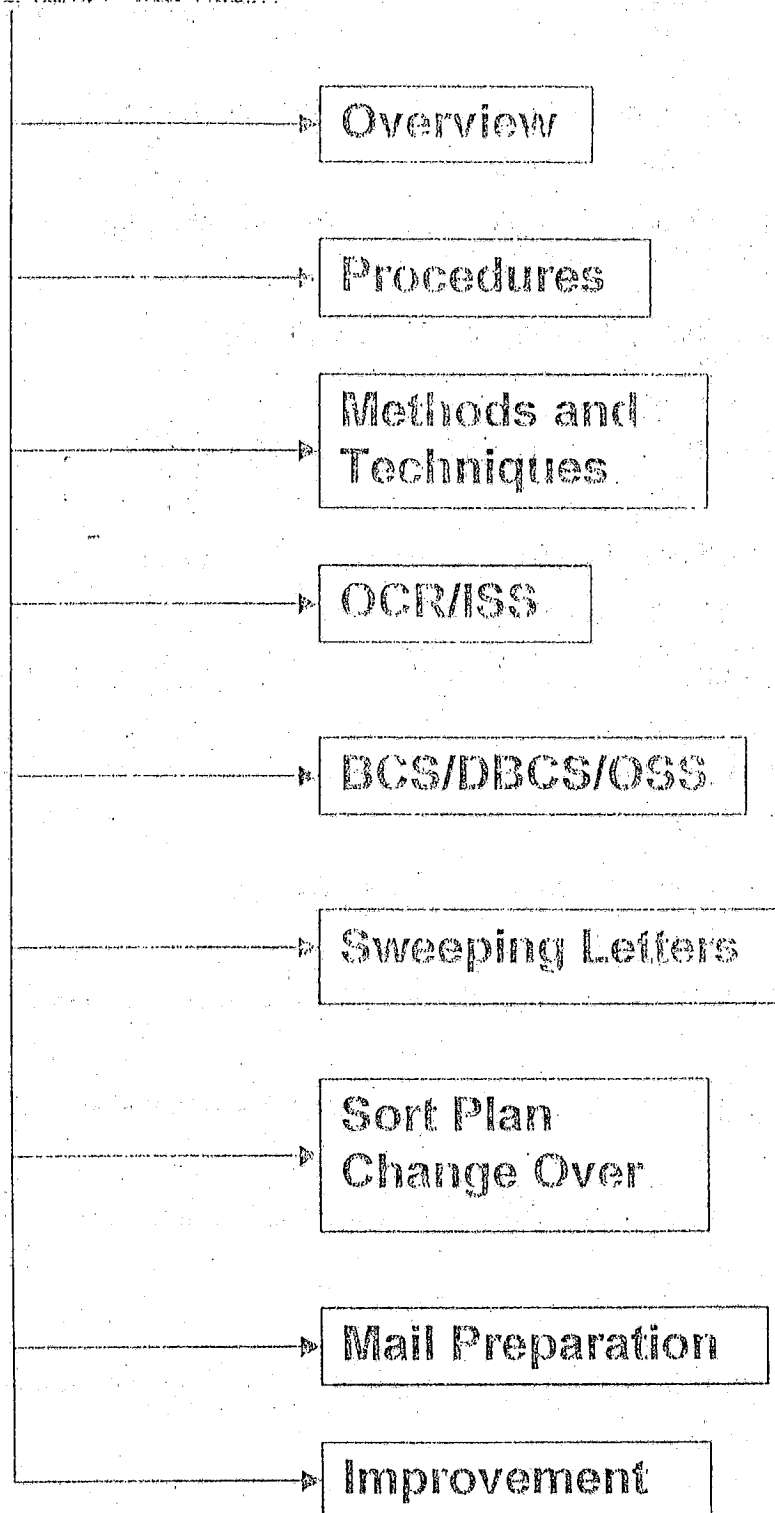 Overview
Procedures
Methods and
Techniques
OCR/ISS
BCS/DBCS/OSS
Sweeping Letters
Sort Plan
Change Over
Mail Preparation
Improvement